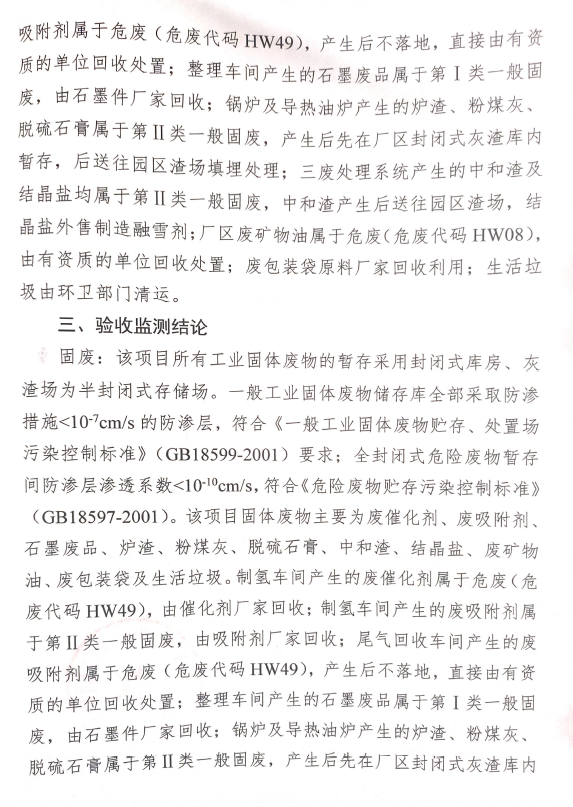 吸附剂属于危废（危废代码 HW49），产生后不落地，直接由有资
质的单位回收处置；整理车间产生的石墨废品属于第Ⅰ类一般固
废，由石墨件厂家回收；锅炉及导热油炉产生的炉渣、粉煤灰、
脱硫石膏属于第Ⅱ类一般固废，产生后先在厂区封闭式灰渣库内
暂存，后送往园区渣场填埋处理；三废处理系统产生的中和渣及
结晶盐均属于第Ⅱ类一般固废，中和渣产生后送往园区渣场，结
晶盐外售制造融雪剂；厂区废矿物油属于危废（危废代码 HW08），
由有资质的单位回收处置；废包装袋原料厂家回收利用；生活垃
圾由环卫部门清运。
三、验收监测结论
固废：该项目所有工业固体废物的暂存采用封闭式库房、灰
渣场为半封闭式存储场。一般工业固体废物储存库全部采取防渗
措施<10⁻⁷cm/s 的防渗层，符合《一般工业固体废物贮存、处置场
污染控制标准》（GB18599-2001）要求；全封闭式危险废物暂存
间防渗层渗透系数<10⁻¹⁰cm/s，符合《危险废物贮存污染控制标准》
（GB18597-2001）。该项目固体废物主要为废催化剂、废吸附剂、
石墨废品、炉渣、粉煤灰、脱硫石膏、中和渣、结晶盐、废矿物
油、废包装袋及生活垃圾。制氢车间产生的废催化剂属于危废（危
废代码 HW49），由催化剂厂家回收；制氢车间产生的废吸附剂属
于第Ⅱ类一般固废，由吸附剂厂家回收；尾气回收车间产生的废
吸附剂属于危废（危废代码 HW49），产生后不落地，直接由有资
质的单位回收处置；整理车间产生的石墨废品属于第Ⅰ类一般固
废，由石墨件厂家回收；锅炉及导热油炉产生的炉渣、粉煤灰、
脱硫石膏属于第Ⅱ类一般固废，产生后先在厂区封闭式灰渣库内